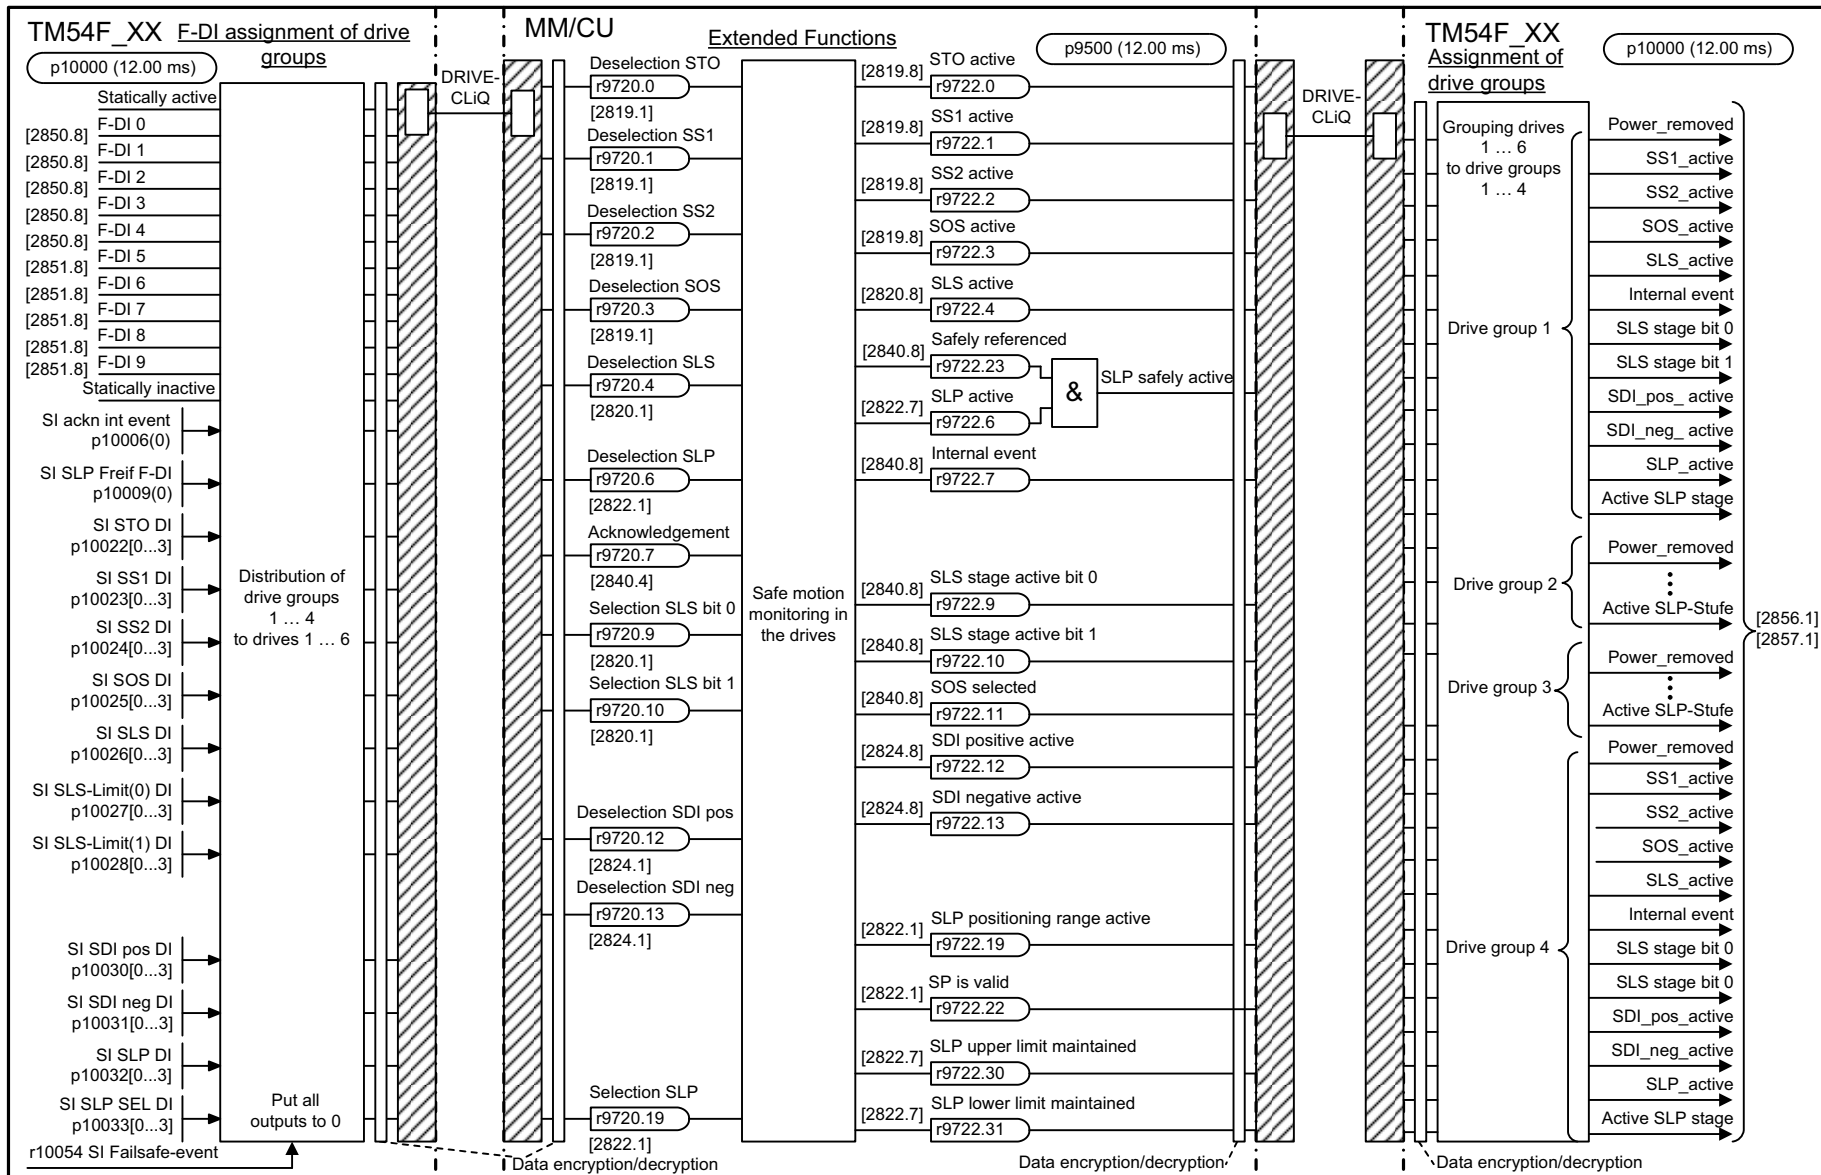 TM54F_XX F-DI assignment of drive
groups
p10000 (12.00 ms)
Statically active
F-DI 0
[2850.8]
F-DI 1
[2850.8]
F-DI 2
[2850.8]
F-DI 3
[2850.8]
F-DI 4
[2850.8]
F-DI 5
[2851.8]
F-DI 6
[2851.8]
F-DI 7
[2851.8]
F-DI 8
[2851.8]
F-DI 9
[2851.8]
Statically inactive
SI ackn int event
p10006(0)
SI SLP Freif F-DI
p10009(0)
SI STO DI
p10022[0...3]
SI SS1 DI
p10023[0...3]
SI SS2 DI
p10024[0...3]
SI SOS DI
p10025[0...3]
SI SLS DI
p10026[0...3]
SI SLS-Limit(0) DI
p10027[0...3]
SI SLS-Limit(1) DI
p10028[0...3]
SI SDI pos DI
p10030[0...3]
SI SDI neg DI
p10031[0...3]
SI SLP DI
p10032[0...3]
SI SLP SEL DI
p10033[0...3]
r10054 SI Failsafe-event
Distribution of
drive groups
1 … 4
to drives 1 … 6
Put all
outputs to 0
DRIVE-
CLiQ
MM/CU
Extended Functions
p9500 (12.00 ms)
Deselection STO
r9720.0
[2819.1]
Deselection SS1
r9720.1
[2819.1]
Deselection SS2
r9720.2
[2819.1]
Deselection SOS
r9720.3
[2819.1]
Deselection SLS
r9720.4
[2820.1]
Deselection SLP
r9720.6
[2822.1]
Acknowledgement
r9720.7
[2840.4]
Selection SLS bit 0
r9720.9
[2820.1]
Selection SLS bit 1
r9720.10
[2820.1]
Deselection SDI pos
r9720.12
[2824.1]
Deselection SDI neg
r9720.13
[2824.1]
Selection SLP
r9720.19
[2822.1]
Data encryption/decryption
Safe motion
monitoring in
the drives
STO active
[2819.8]
r9722.0
SS1 active
[2819.8]
r9722.1
SS2 active
[2819.8]
r9722.2
SOS active
[2819.8]
r9722.3
SLS active
[2820.8]
r9722.4
Safely referenced
[2840.8]
r9722.23
SLP active
[2822.7]
r9722.6
&
SLP safely active
Internal event
[2840.8]
r9722.7
SLS stage active bit 0
[2840.8]
r9722.9
SLS stage active bit 1
[2840.8]
r9722.10
SOS selected
[2840.8]
r9722.11
SDI positive active
[2824.8]
r9722.12
SDI negative active
[2824.8]
r9722.13
SLP positioning range active
[2822.1]
r9722.19
SP is valid
[2822.1]
r9722.22
SLP upper limit maintained
[2822.7]
r9722.30
SLP lower limit maintained
[2822.7]
r9722.31
Data encryption/decryption
DRIVE-
CLiQ
TM54F_XX
Assignment of
drive groups
p10000 (12.00 ms)
Grouping drives
1 … 6
to drive groups
1 … 4
Drive group 1
Power_removed
SS1_active
SS2_active
SOS_active
SLS_active
Internal event
SLS stage bit 0
SLS stage bit 1
SDI_pos_ active
SDI_neg_ active
SLP_active
Active SLP stage
Drive group 2
Power_removed
Active SLP-Stufe
Drive group 3
Power_removed
Active SLP-Stufe
Drive group 4
Power_removed
SS1_active
SS2_active
SOS_active
SLS_active
Internal event
SLS stage bit 0
SLS stage bit 0
SDI_pos_active
SDI_neg_active
SLP_active
Active SLP stage
[2856.1]
[2857.1]
Data encryption/decryption